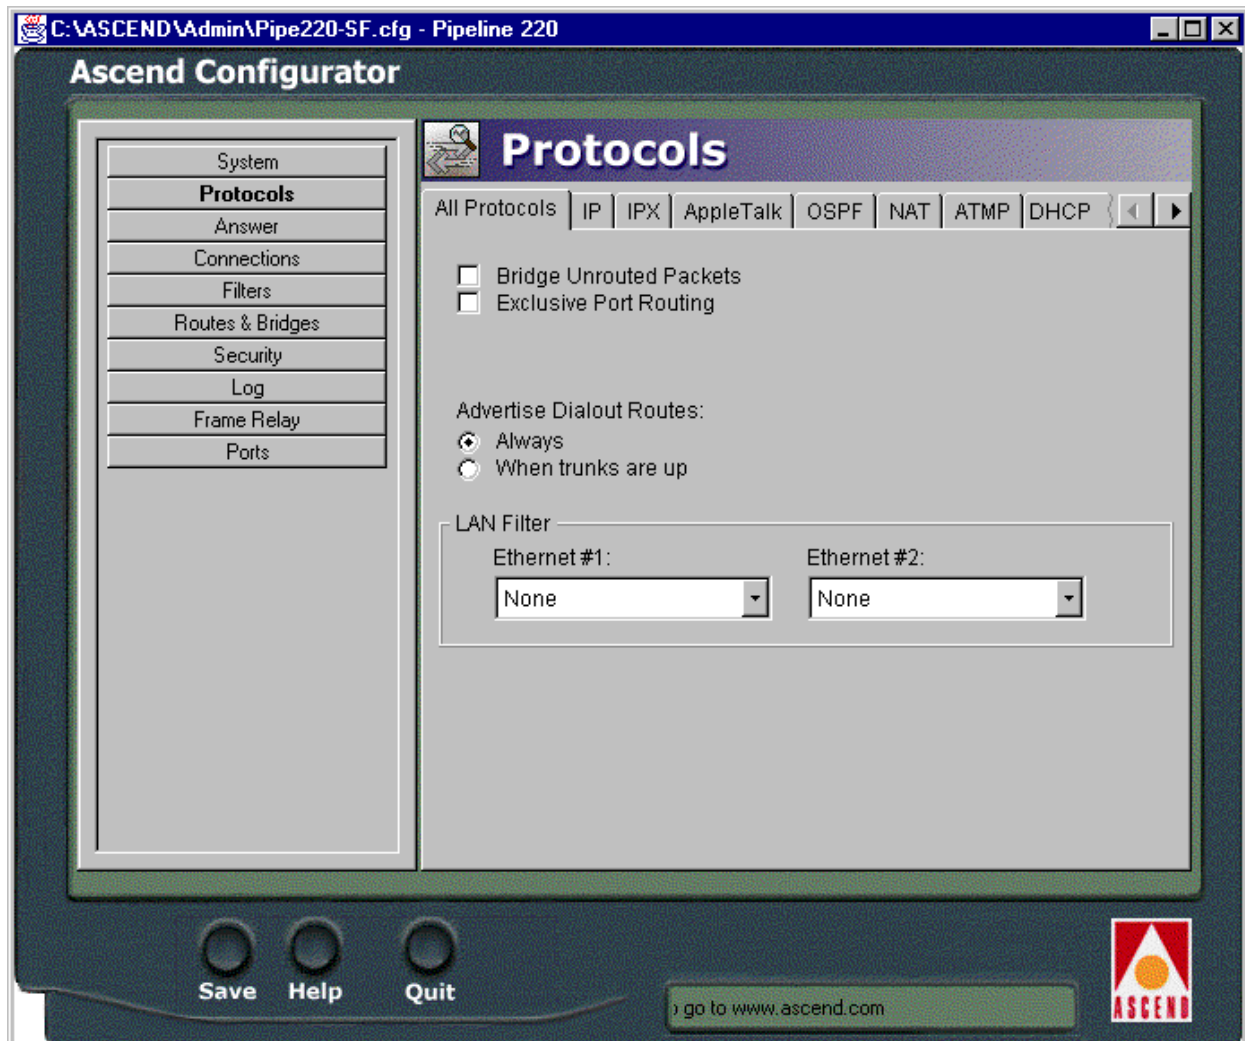 C:\ASCEND\Admin\Pipe220-SF.cfg - Pipeline 220
Ascend Configurator
System
Protocols
Answer
Connections
Filters
Routes & Bridges
Security
Log
Frame Relay
Ports
Protocols
All Protocols IP IPX AppleTalk OSPF NAT ATMP DHCP
Bridge Unrouted Packets
Exclusive Port Routing
Advertise Dialout Routes:
Always
When trunks are up
LAN Filter
Ethernet #1: Ethernet #2:
None None
Save Help Quit
go to www.ascend.com
ASCEND